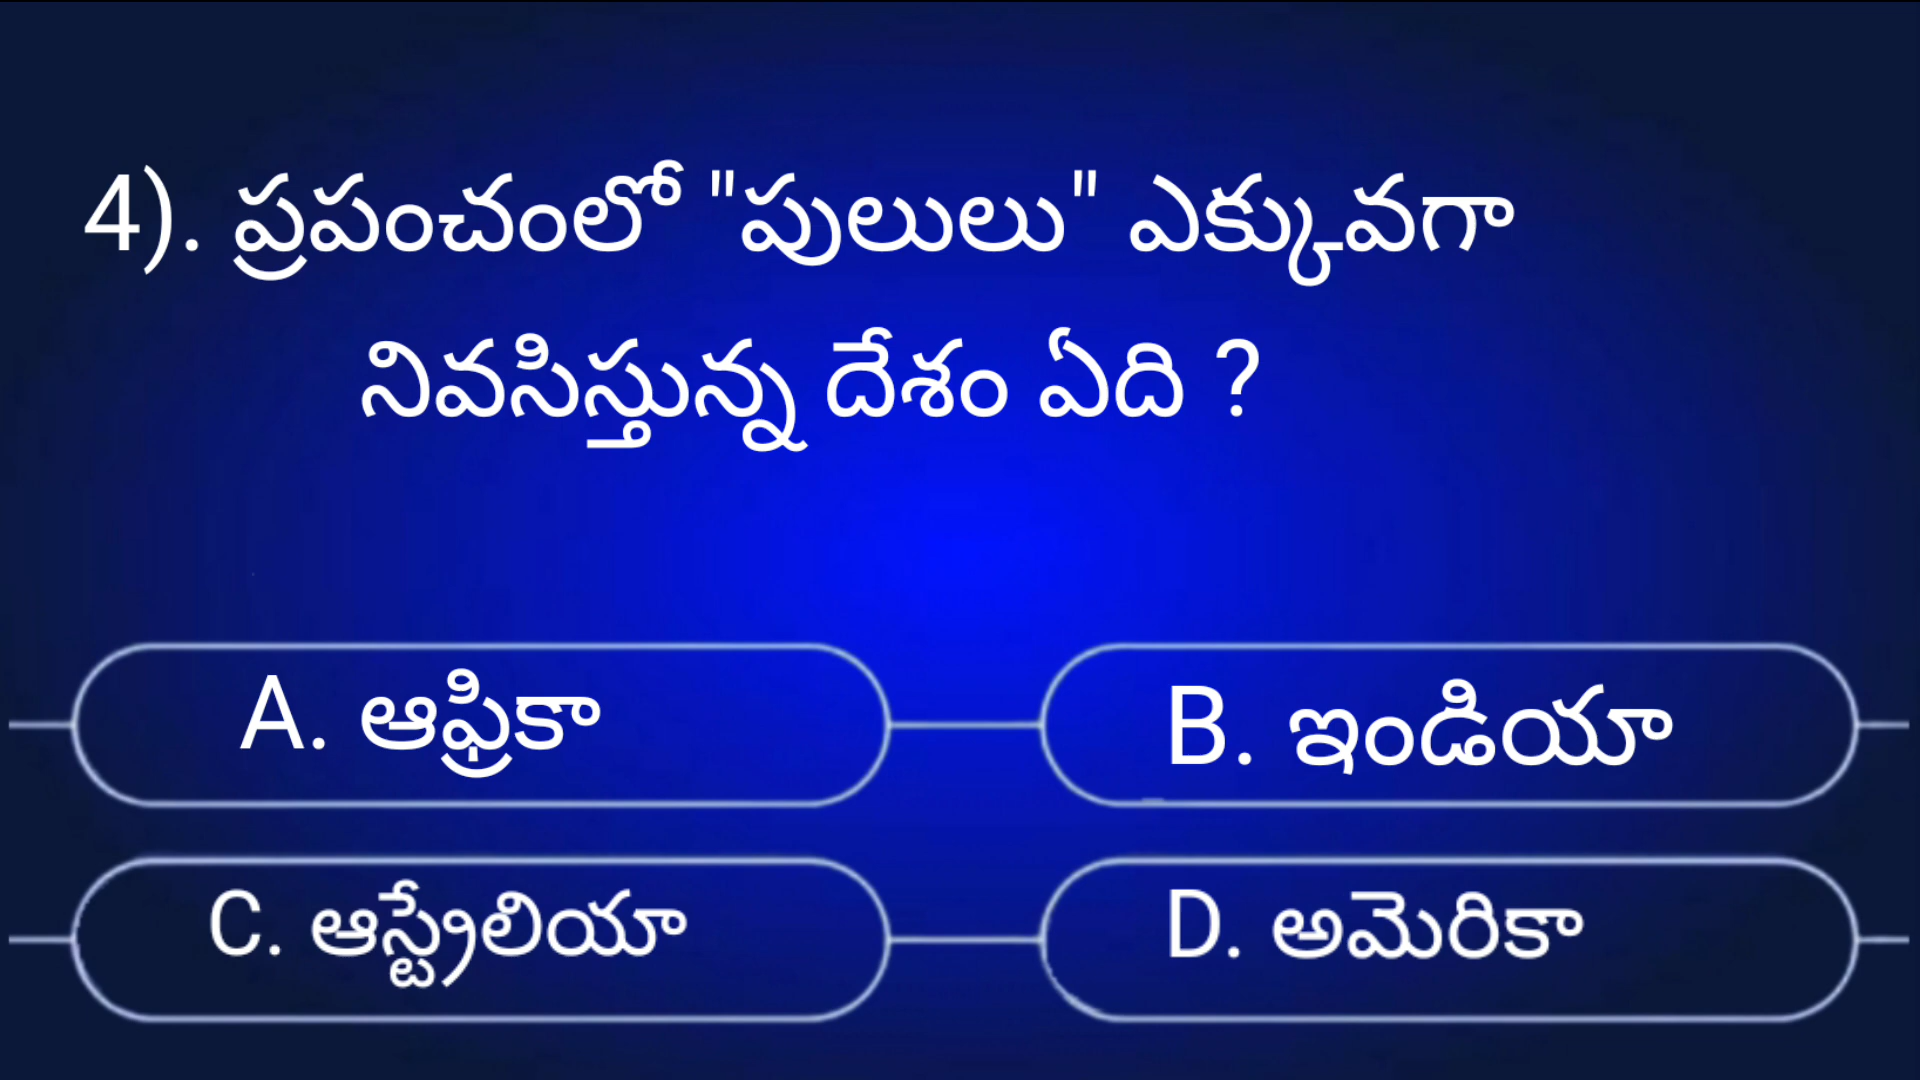 4). ప్రపంచంలో "పులులు" ఎక్కువగా
నివసిస్తున్న దేశం ఏది ?
A. ఆఫ్రికా
B. ఇండియా
C. ఆస్ట్రేలియా
D. అమెరికా